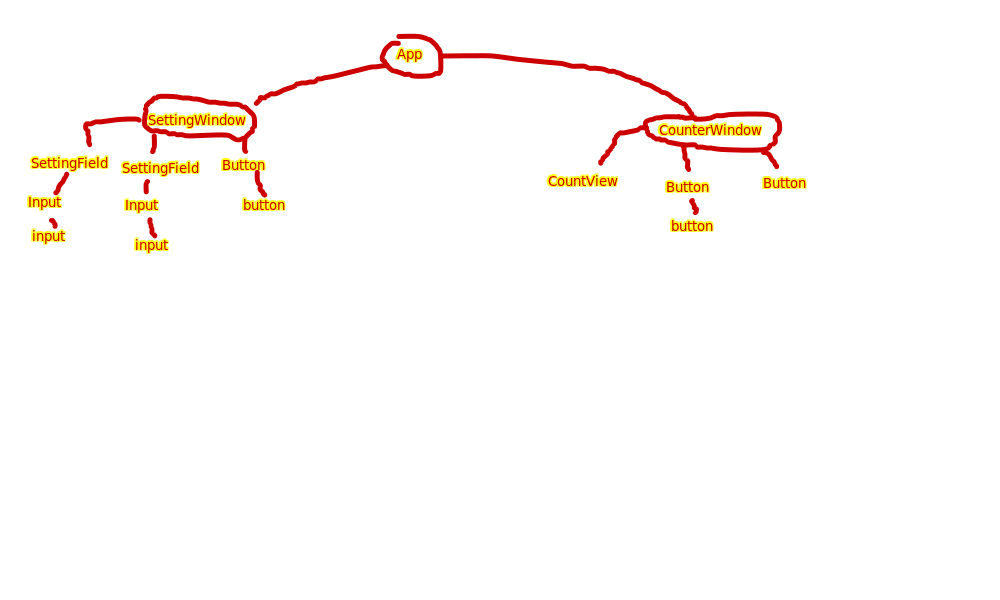 App
SettingWindow
CounterWindow
SettingField
SettingField
Button
CountView
Button
Button
Input
Input
button
button
input
input